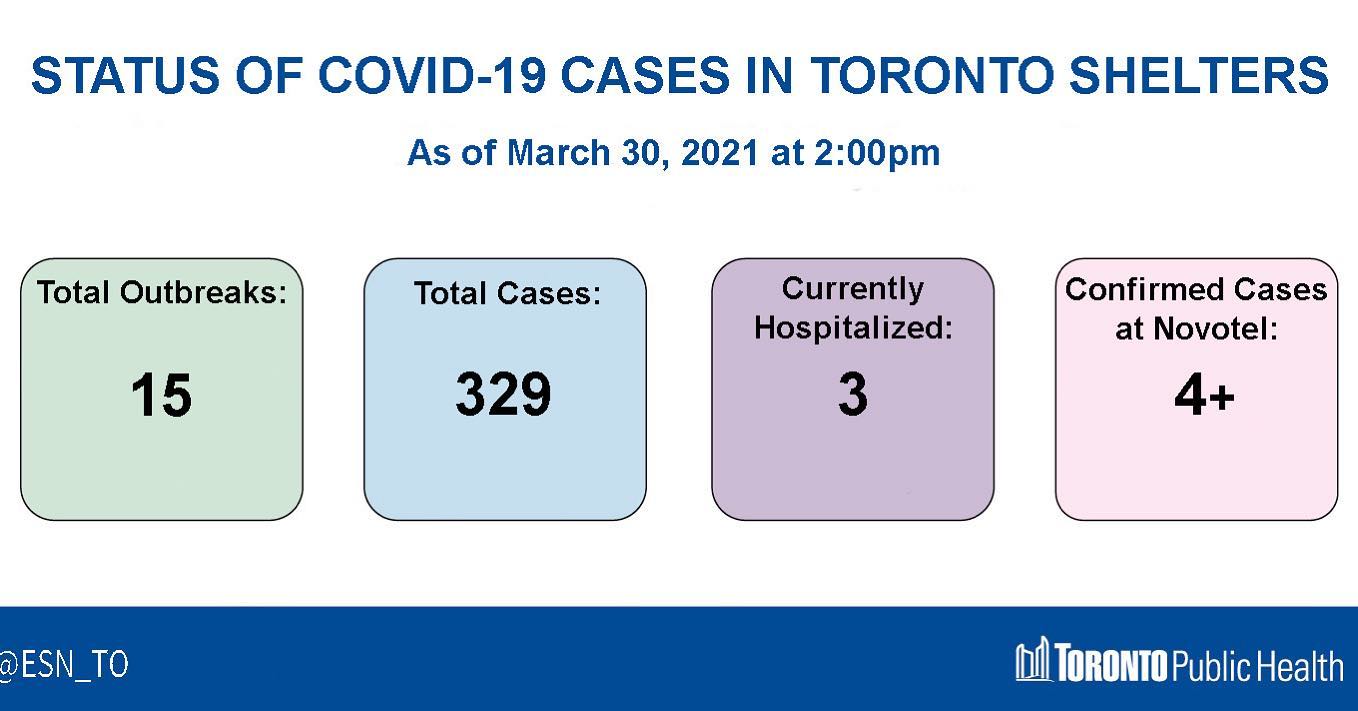 STATUS OF COVID-19 CASES IN TORONTO SHELTERS
As of March 30, 2021 at 2:00pm
Total Outbreaks:
15
Total Cases:
329
Currently
Hospitalized:
3
Confirmed Cases
at Novotel:
4+
@ESN_TO
TORONTO Public Health